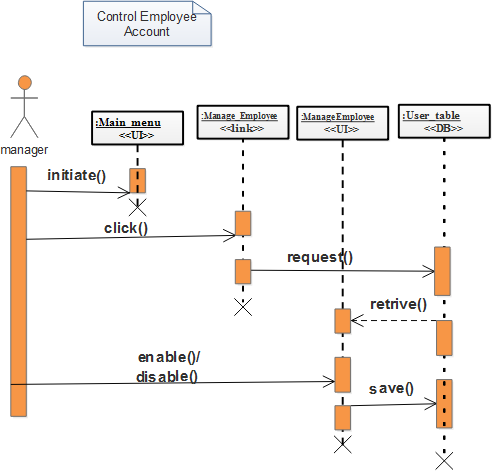 Control Employee
Account
:Main_menu
<<UI>>
:Manage_Employee
<<link>>
:ManageEmployee
<<UI>>
:User_table
<<DB>>
manager
initiate()
click()
request()
retrive()
enable()/
disable()
save()